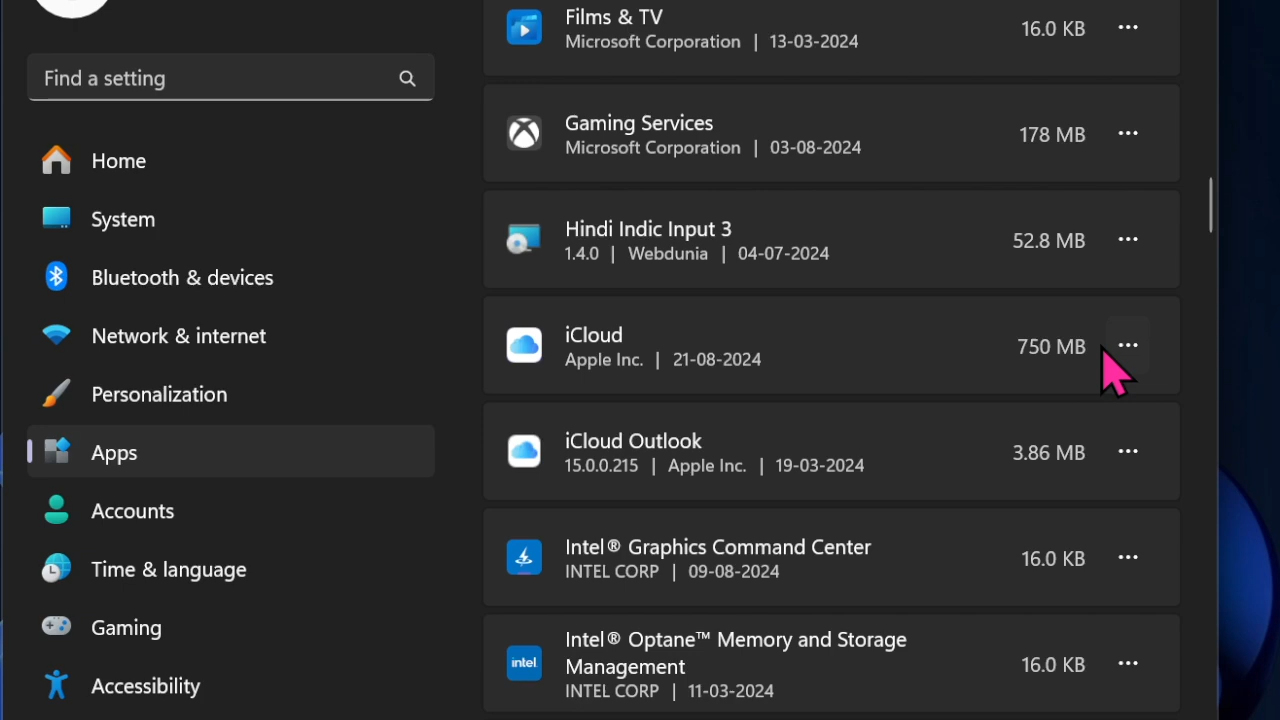 Find a setting
Home
System
Bluetooth & devices
Network & internet
Personalization
Apps
Accounts
Time & language
Gaming
Accessibility
Films & TV
Microsoft Corporation | 13-03-2024
16.0 KB
Gaming Services
Microsoft Corporation | 03-08-2024
178 MB
Hindi Indic Input 3
1.4.0 | Webdunia | 04-07-2024
52.8 MB
iCloud
Apple Inc. | 21-08-2024
750 MB
iCloud Outlook
15.0.0.215 | Apple Inc. | 19-03-2024
3.86 MB
Intel® Graphics Command Center
INTEL CORP | 09-08-2024
16.0 KB
intel
Intel® Optane™ Memory and Storage
Management
INTEL CORP | 11-03-2024
16.0 KB